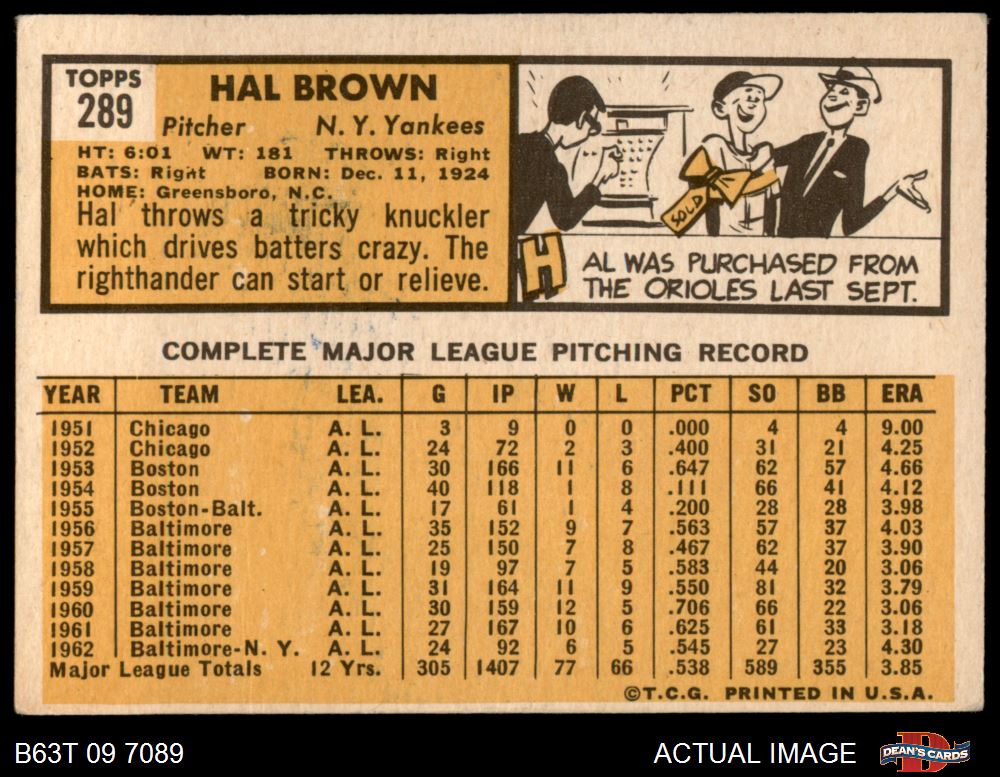 TOPPS
289
HAL BROWN
Pitcher N. Y. Yankees
HT: 6:01 WT: 181 THROWS: Right
BATS: Right BORN: Dec. 11, 1924
HOME: Greensboro, N.C.
Hal throws a tricky knuckler
which drives batters crazy. The
righthander can start or relieve.
SOLD
HAL WAS PURCHASED FROM
THE ORIOLES LAST SEPT.
COMPLETE MAJOR LEAGUE PITCHING RECORD
YEAR TEAM LEA. G IP W L PCT SO BB ERA
1951 Chicago A. L. 3 9 0 0 .000 4 4 9.00
1952 Chicago A. L. 24 72 2 3 .400 31 21 4.25
1953 Boston A. L. 30 166 11 6 .647 62 57 4.66
1954 Boston A. L. 40 118 1 8 .111 66 41 4.12
1955 Boston-Balt. A. L. 17 61 1 4 .200 28 28 3.98
1956 Baltimore A. L. 35 152 9 7 .563 57 37 4.03
1957 Baltimore A. L. 25 150 7 8 .467 62 37 3.90
1958 Baltimore A. L. 19 97 7 5 .583 44 20 3.06
1959 Baltimore A. L. 31 164 11 9 .550 81 32 3.79
1960 Baltimore A. L. 30 159 12 5 .706 66 22 3.06
1961 Baltimore A. L. 27 167 10 6 .625 61 33 3.18
1962 Baltimore-N. Y. A. L. 24 92 6 5 .545 27 23 4.30
Major League Totals 12 Yrs. 305 1407 77 66 .538 589 355 3.85
©T.C.G. PRINTED IN U.S.A.
B63T 09 7089 ACTUAL IMAGE
D
DEAN'S CARDS